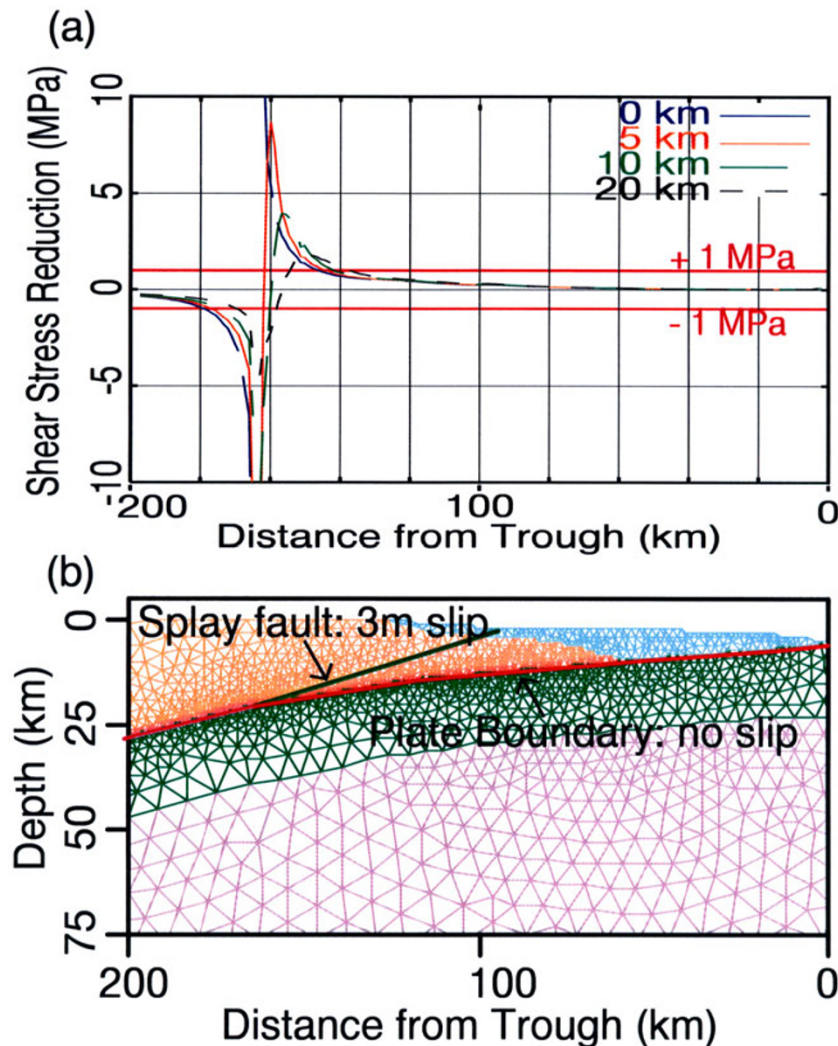 (a)
Shear Stress Reduction (MPa)
10
5
0
-5
-10
0 km
5 km
10 km
20 km
+ 1 MPa
- 1 MPa
-200
100
0
Distance from Trough (km)
(b)
Depth (km)
0
25
50
75
Splay fault: 3m slip
Plate Boundary: no slip
200
100
0
Distance from Trough (km)